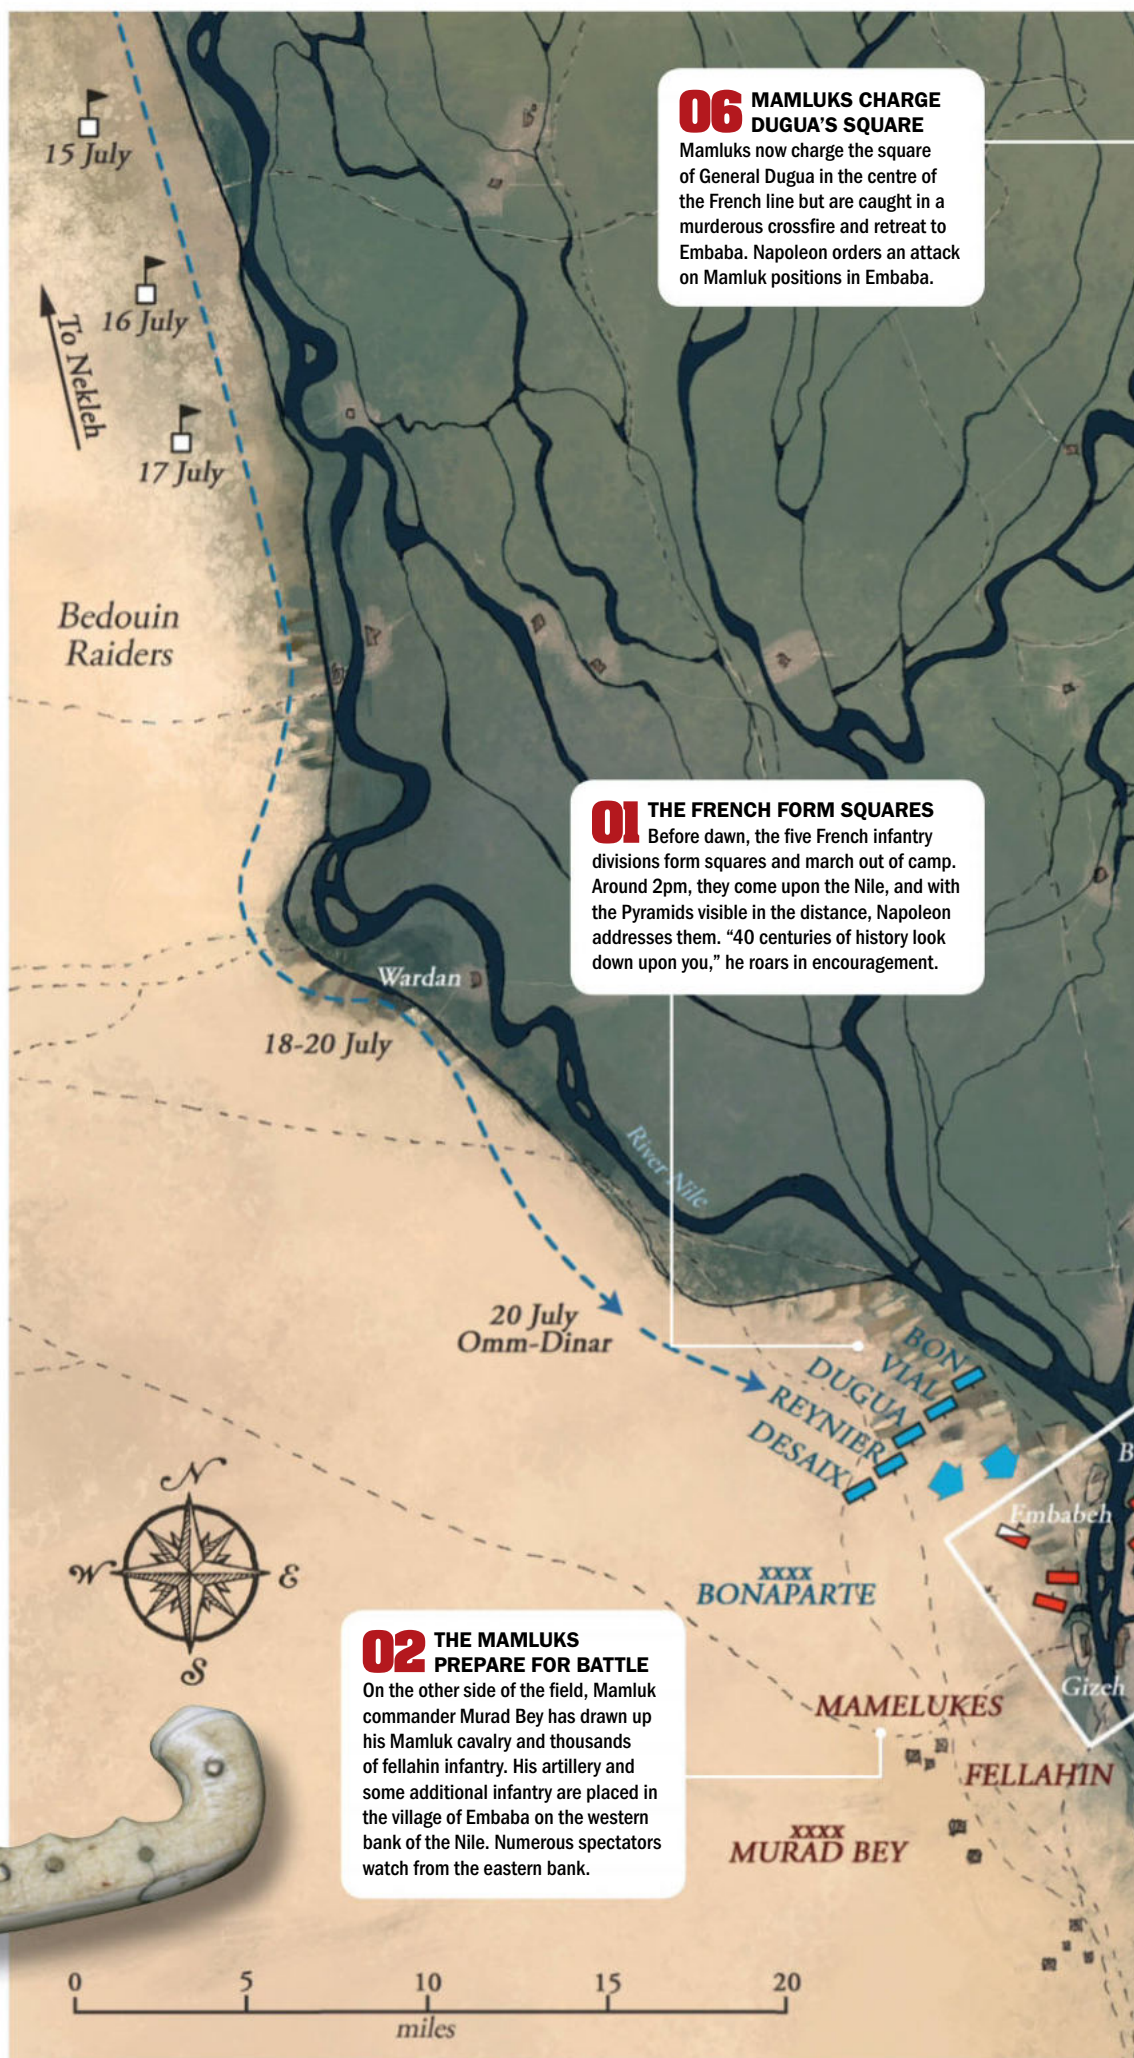 15 July
16 July
To Nekleh
17 July
Bedouin
Raiders
06 MAMLUKS CHARGE
DUGUA'S SQUARE
Mamluks now charge the square
of General Dugua in the centre of
the French line but are caught in a
murderous crossfire and retreat to
Embaba. Napoleon orders an attack
on Mamluk positions in Embaba.
01 THE FRENCH FORM SQUARES
Before dawn, the five French infantry
divisions form squares and march out of camp.
Around 2pm, they come upon the Nile, and with
the Pyramids visible in the distance, Napoleon
addresses them. “40 centuries of history look
down upon you,” he roars in encouragement.
Wardan
18-20 July
River Nile
20 July
Omm-Dinar
BON
VIAL
DUGUA
REYNIER
DESAIX
B
Embabeh
xxxx
BONAPARTE
N
W
E
S
02 THE MAMLUKS
PREPARE FOR BATTLE
On the other side of the field, Mamluk
commander Murad Bey has drawn up
his Mamluk cavalry and thousands
of fellahin infantry. His artillery and
some additional infantry are placed in
the village of Embaba on the western
bank of the Nile. Numerous spectators
watch from the eastern bank.
Gizeh
MAMELUKES
FELLAHIN
xxxx
MURAD BEY
0 5 10 15 20
miles